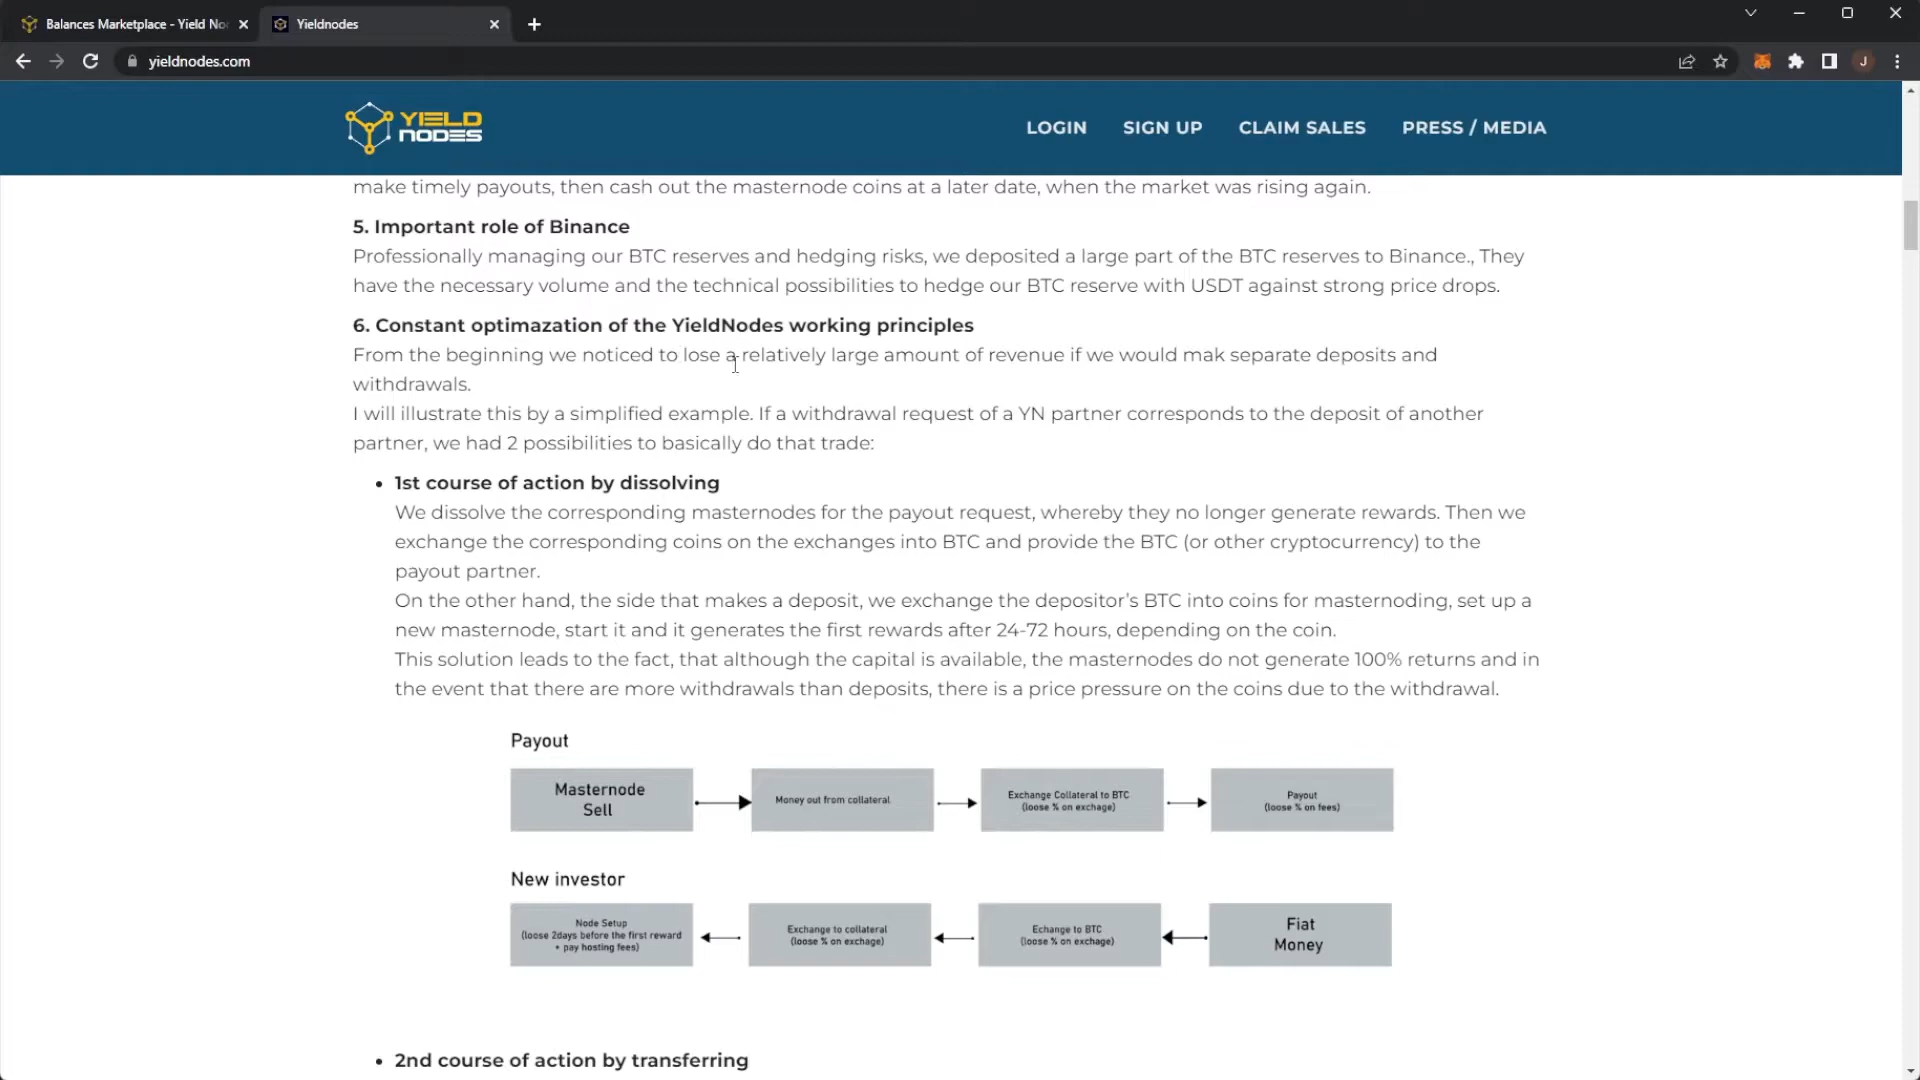 Balances Marketplace - Yield No
Yieldnodes
yieldnodes.com
J
YIELD
NODES
LOGIN
SIGN UP
CLAIM SALES
PRESS / MEDIA
make timely payouts, then cash out the masternode coins at a later date, when the market was rising again.
5. Important role of Binance
Professionally managing our BTC reserves and hedging risks, we deposited a large part of the BTC reserves to Binance., They
have the necessary volume and the technical possibilities to hedge our BTC reserve with USDT against strong price drops.
6. Constant optimazation of the YieldNodes working principles
From the beginning we noticed to lose a relatively large amount of revenue if we would mak separate deposits and
withdrawals.
I will illustrate this by a simplified example. If a withdrawal request of a YN partner corresponds to the deposit of another
partner, we had 2 possibilities to basically do that trade:
• 1st course of action by dissolving
We dissolve the corresponding masternodes for the payout request, whereby they no longer generate rewards. Then we
exchange the corresponding coins on the exchanges into BTC and provide the BTC (or other cryptocurrency) to the
payout partner.
On the other hand, the side that makes a deposit, we exchange the depositor's BTC into coins for masternoding, set up a
new masternode, start it and it generates the first rewards after 24-72 hours, depending on the coin.
This solution leads to the fact, that although the capital is available, the masternodes do not generate 100% returns and in
the event that there are more withdrawals than deposits, there is a price pressure on the coins due to the withdrawal.
Payout
Masternode
Sell
Money out from collateral
Exchange Collateral to BTC
(loose % on exchage)
Payout
(loose % on fees)
New investor
Node Setup
(loose 2days before the first reward
+ pay hosting fees)
Exchange to collateral
(loose % on exchage)
Echange to BTC
(loose % on exchage)
Fiat
Money
• 2nd course of action by transferring